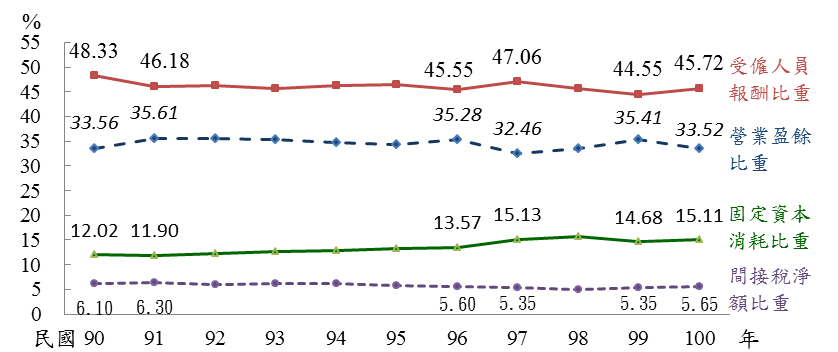 %
55
50
45
40
35
30
25
20
15
10
5
0
48.33 46.18 45.55 47.06 44.55 45.72
受僱人員
報酬比重
33.56 35.61 35.28 32.46 35.41 33.52
營業盈餘
比重
12.02 11.90 13.57 15.13 14.68 15.11
固定資本
消耗比重
6.10 6.30 5.60 5.35 5.35 5.65
間接稅淨
額比重
民國 90 91 92 93 94 95 96 97 98 99 100 年